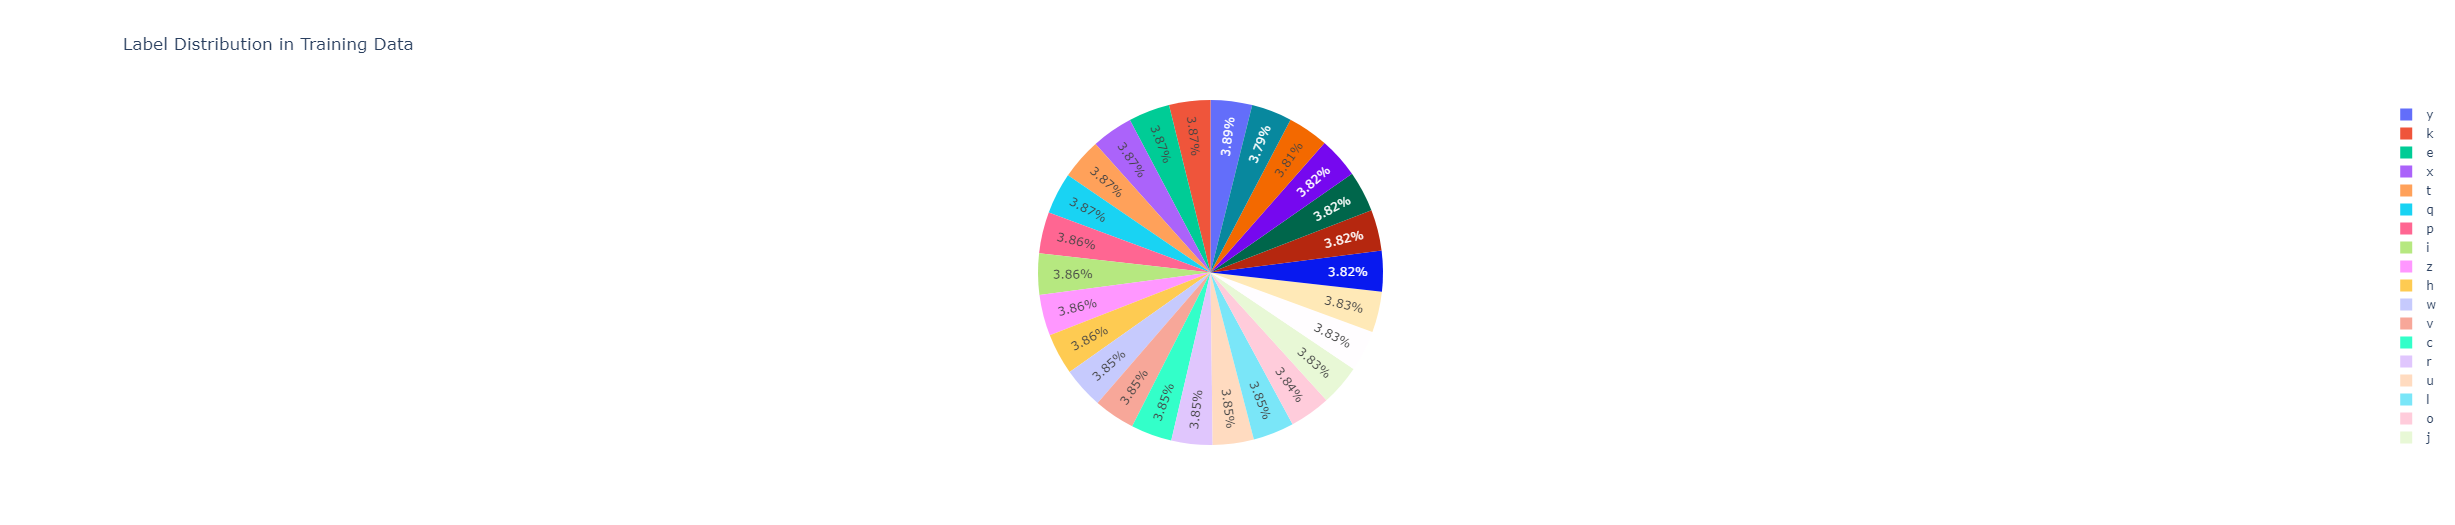 Label Distribution in Training Data
3.89%
3.79%
3.81%
3.82%
3.82%
3.82%
3.82%
3.83%
3.83%
3.83%
3.84%
3.85%
3.85%
3.85%
3.85%
3.85%
3.85%
3.86%
3.86%
3.86%
3.86%
3.87%
3.87%
3.87%
3.87%
3.87%
y
k
e
x
t
q
p
i
z
h
w
v
c
r
u
l
o
j